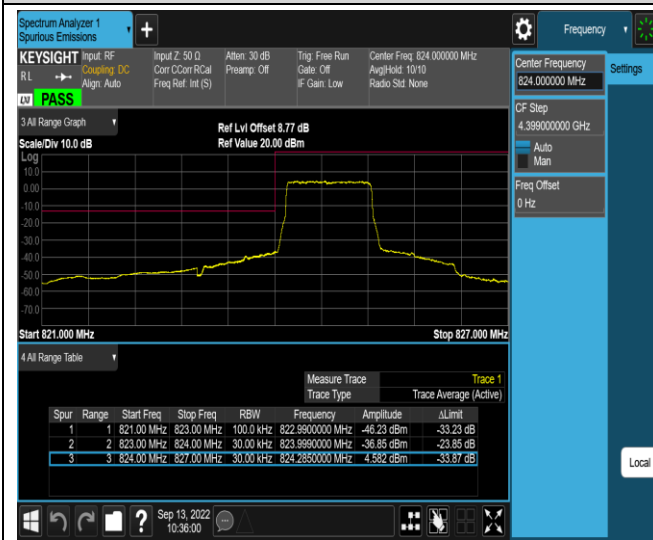 Spectrum Analyzer 1
Spurious Emissions
+
Frequency
KEYSIGHT
R L
LXI
PASS
Input: RF
Coupling: DC
Align: Auto
Input Z: 50 Ω
Corr CCorr RCal
Freq Ref: Int (S)
Atten: 30 dB
Preamp: Off
Trig: Free Run
Gate: Off
IF Gain: Low
Center Freq: 824.000000 MHz
Avg|Hold: 10/10
Radio Std: None
Center Frequency
824.000000 MHz
Settings
CF Step
4.399000000 GHz
Auto
Man
Freq Offset
0 Hz
3 All Range Graph
Scale/Div 10.0 dB
Ref Lvl Offset 8.77 dB
Ref Value 20.00 dBm
Log
10.0
0.00
-10.0
-20.0
-30.0
-40.0
-50.0
-60.0
-70.0
Start 821.000 MHz
Stop 827.000 MHz
4 All Range Table
Measure Trace Trace 1
Trace Type Trace Average (Active)
Spur Range Start Freq Stop Freq RBW Frequency Amplitude ΔLimit
1 1 821.00 MHz 823.00 MHz 100.0 kHz 822.9900000 MHz -46.23 dBm -33.23 dB
2 2 823.00 MHz 824.00 MHz 30.00 kHz 823.9990000 MHz -36.85 dBm -23.85 dB
3 3 824.00 MHz 827.00 MHz 30.00 kHz 824.2850000 MHz 4.582 dBm -33.87 dB
Local
?
Sep 13, 2022
10:36:00